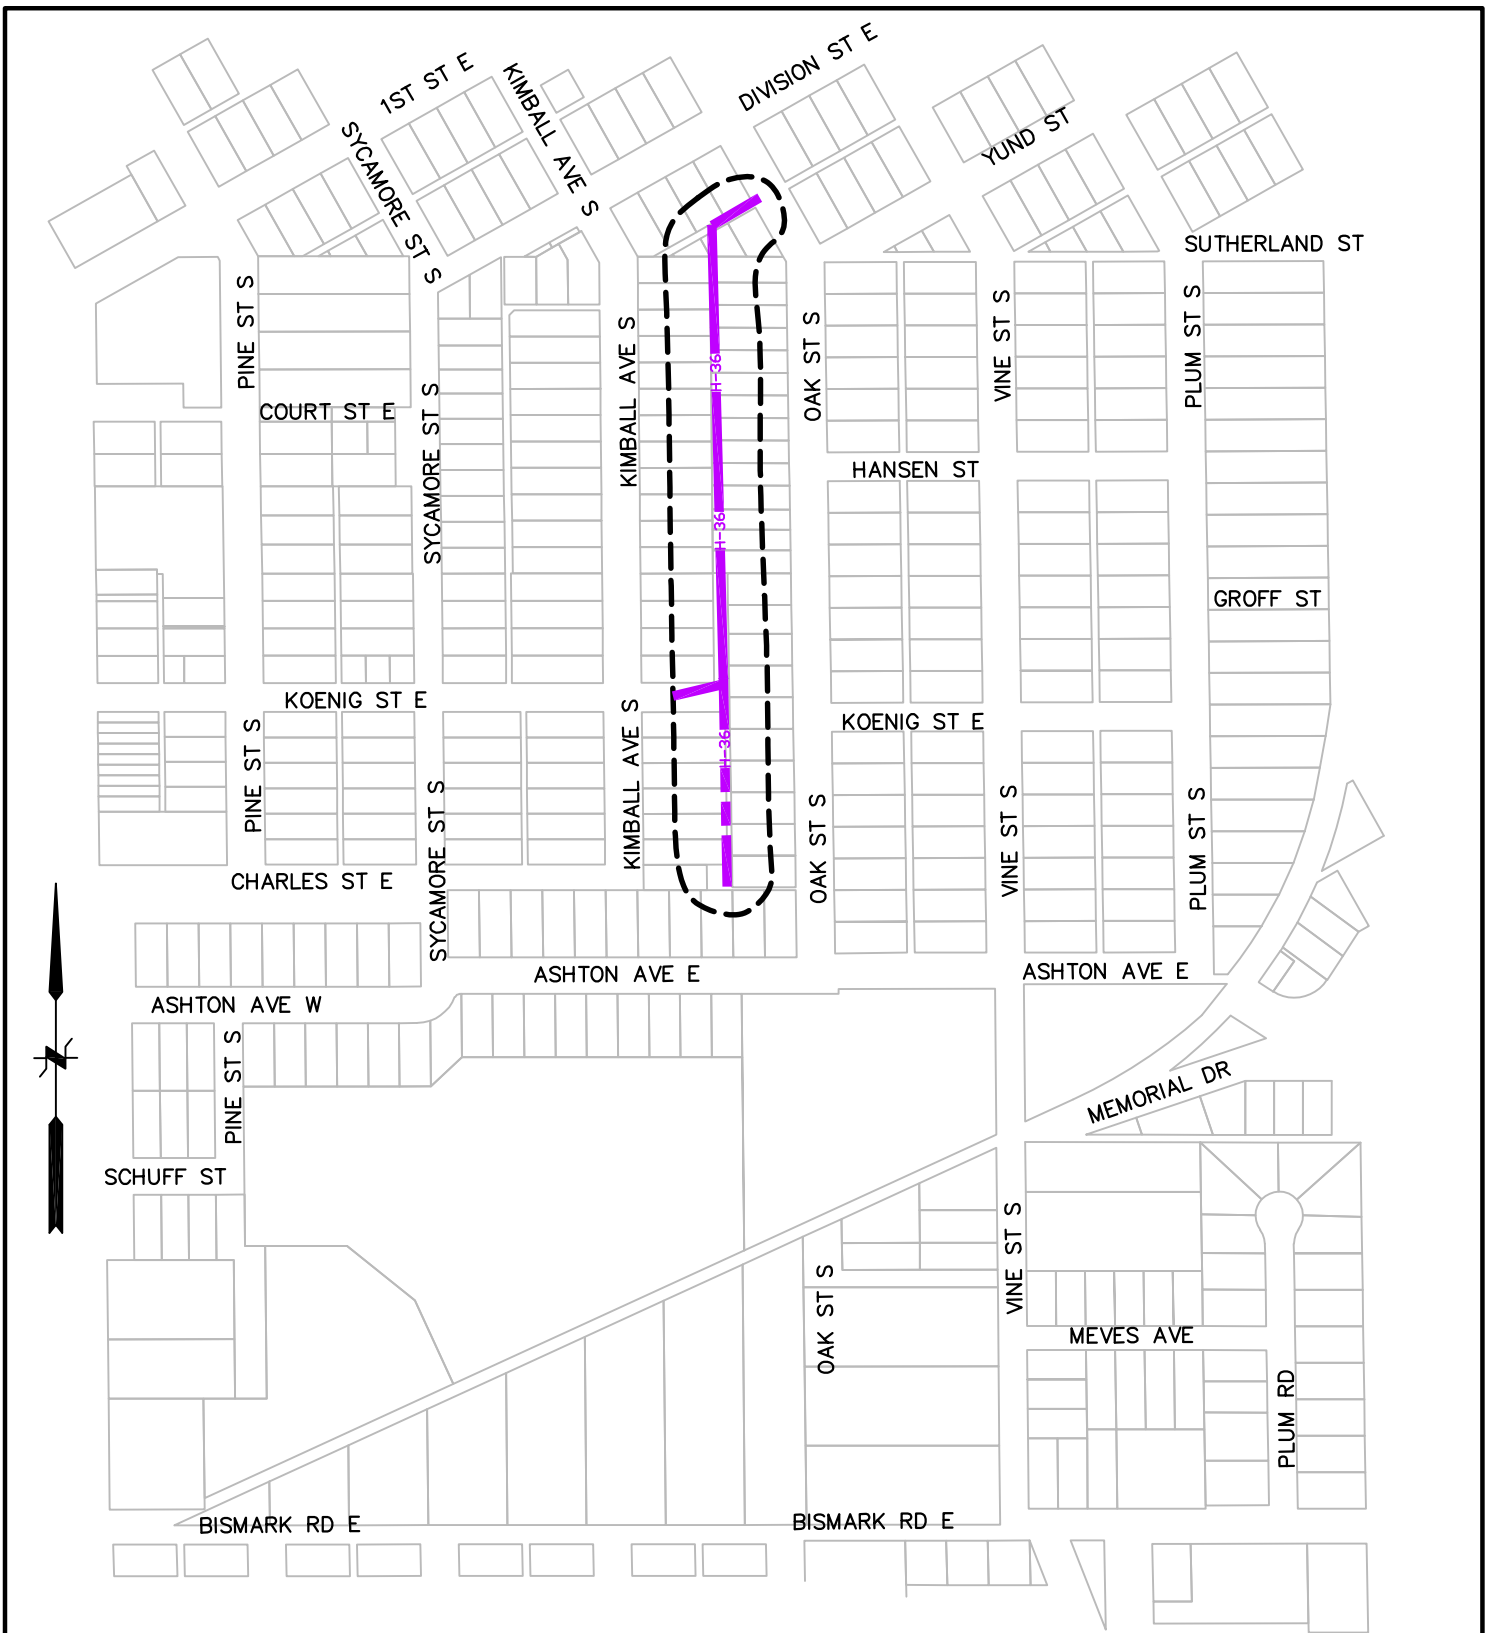 DIVISION ST E
1ST ST E
KIMBALL AVE S
YUND ST
SYCAMORE ST S
SUTHERLAND ST
PINE ST S
PLUM ST S
VINE ST S
OAK ST S
KIMBALL AVE S
H-36
COURT ST E
SYCAMORE ST S
HANSEN ST
H-36
GROFF ST
KOENIG ST E
KOENIG ST E
PINE ST S
KIMBALL AVE S
H-36
SYCAMORE ST S
OAK ST S
VINE ST S
PLUM ST S
CHARLES ST E
ASHTON AVE E
ASHTON AVE E
ASHTON AVE W
PINE ST S
MEMORIAL DR
SCHUFF ST
VINE ST S
OAK ST S
MEVES AVE
PLUM RD
BISMARK RD E
BISMARK RD E